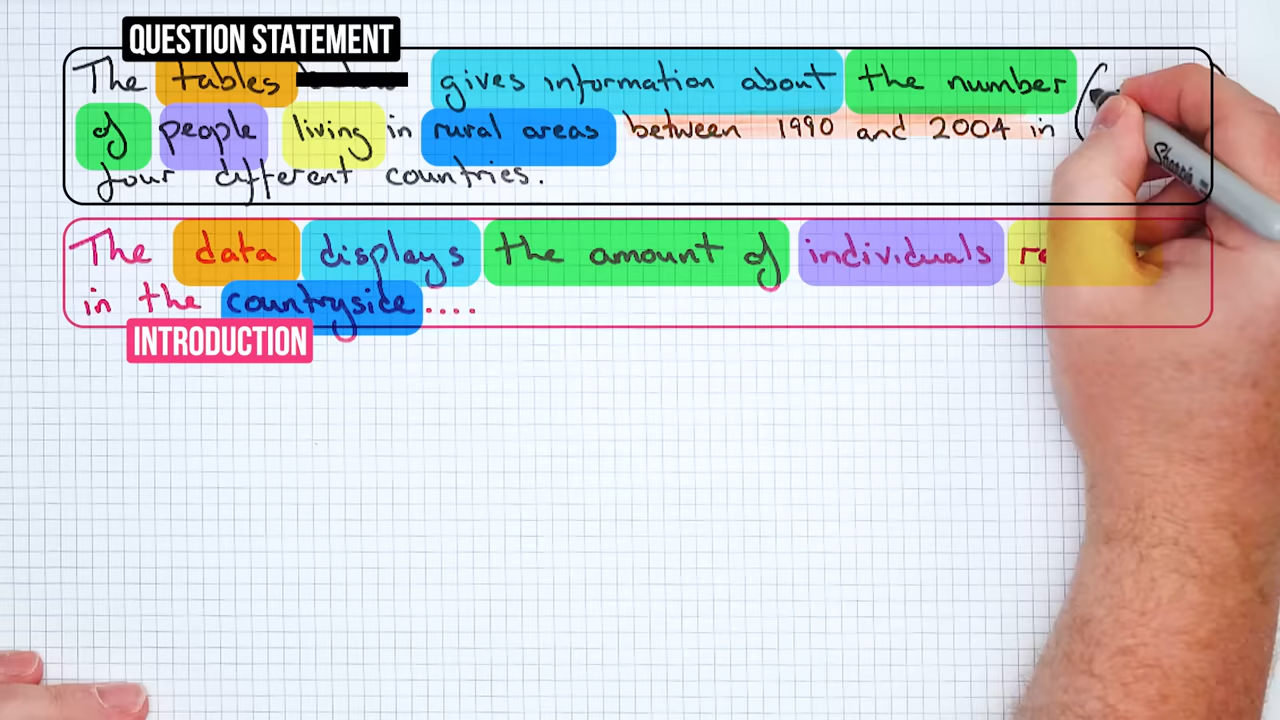 QUESTION STATEMENT
The tables gives information about the number
of people living in rural areas between 1990 and 2004 in
four different countries.
The data displays the amount of individuals
in the countryside....
INTRODUCTION